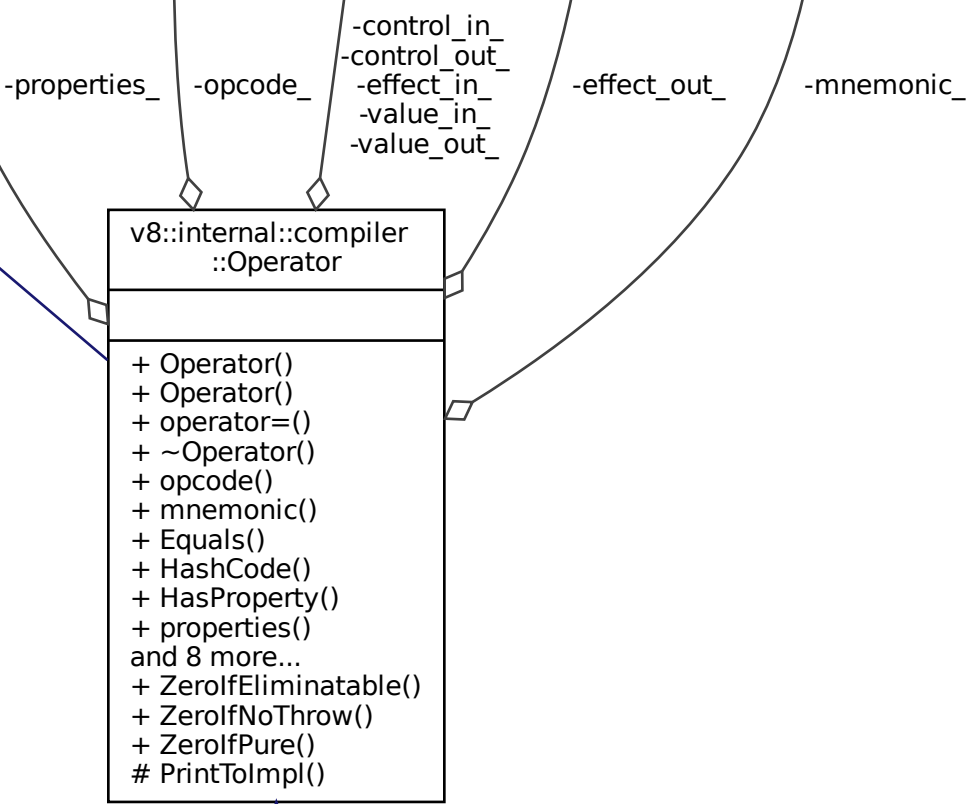 -control_in_
-control_out_
-effect_in_
-value_in_
-value_out_
-properties_
-opcode_
-effect_out_
-mnemonic_
v8::internal::compiler
::Operator
+ Operator()
+ Operator()
+ operator=()
+ ~Operator()
+ opcode()
+ mnemonic()
+ Equals()
+ HashCode()
+ HasProperty()
+ properties()
and 8 more...
+ ZeroIfEliminatable()
+ ZeroIfNoThrow()
+ ZeroIfPure()
# PrintToImpl()